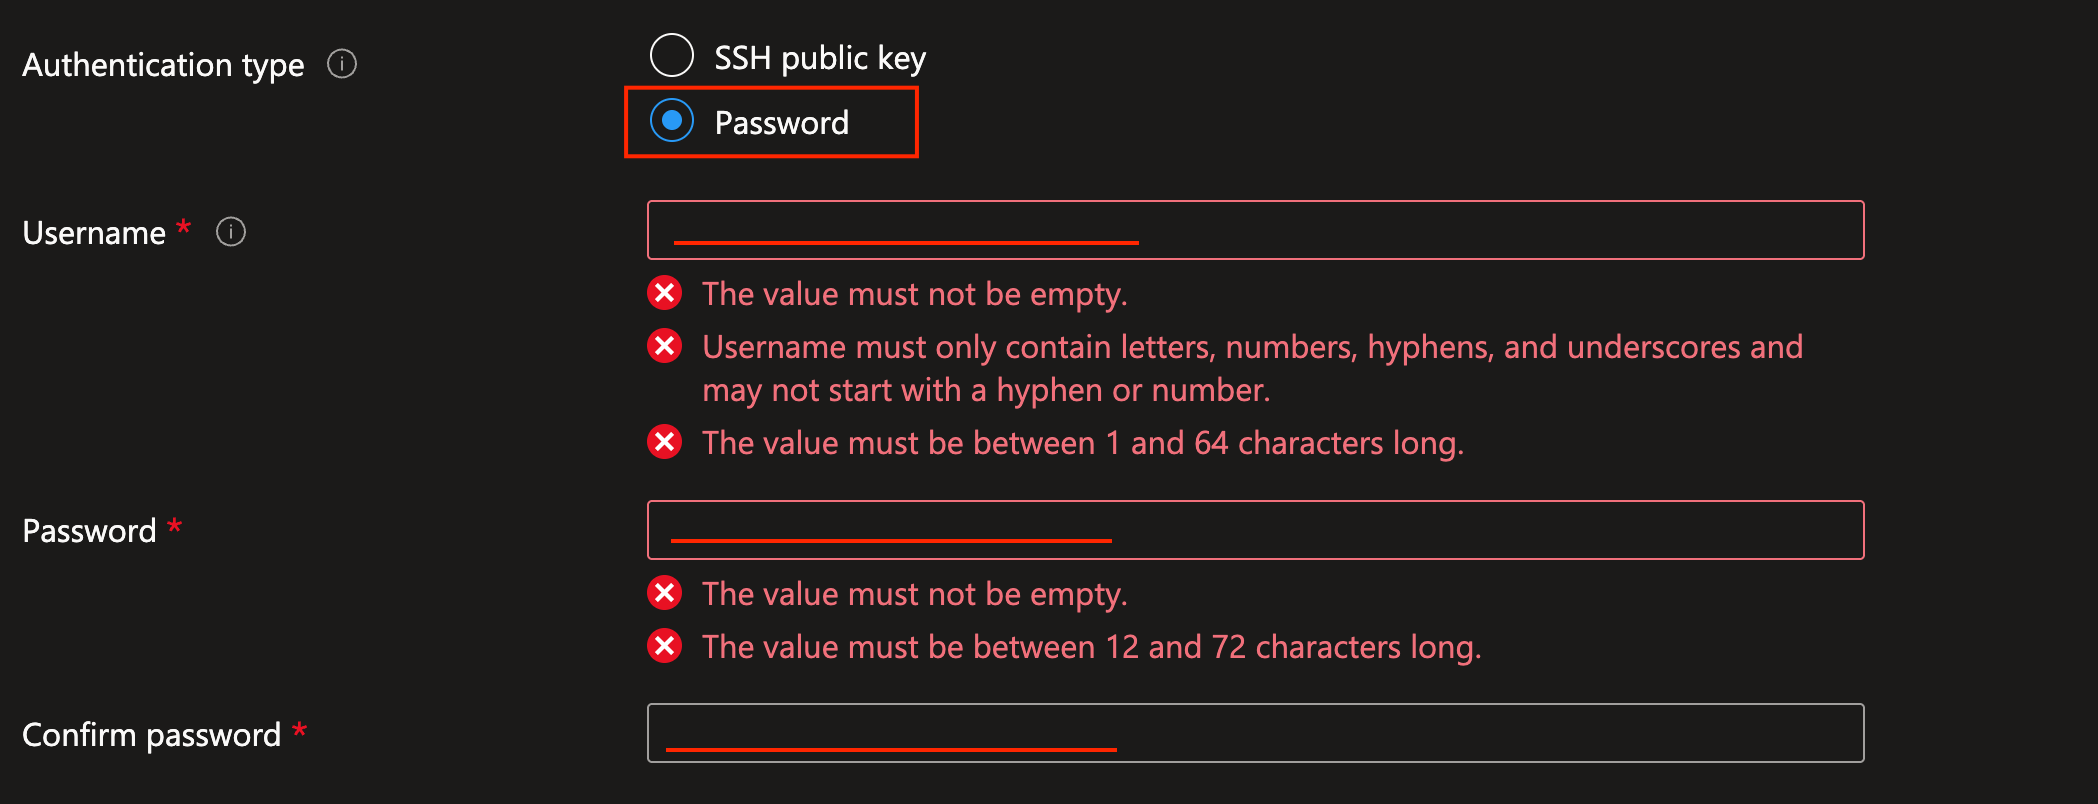 Authentication type
SSH public key
Password
Username *
The value must not be empty.
Username must only contain letters, numbers, hyphens, and underscores and
may not start with a hyphen or number.
The value must be between 1 and 64 characters long.
Password *
The value must not be empty.
The value must be between 12 and 72 characters long.
Confirm password *